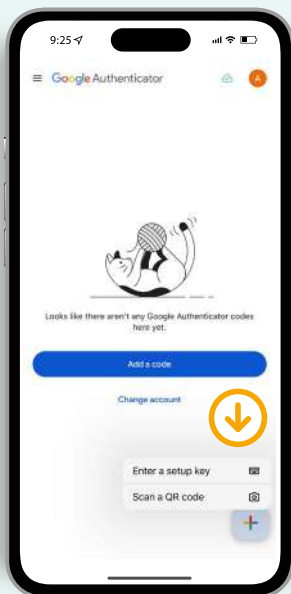 9:25
Google Authenticator
A
Looks like there aren't any Google Authenticator codes
here yet.
Add a code
Change account
Enter a setup key
Scan a QR code